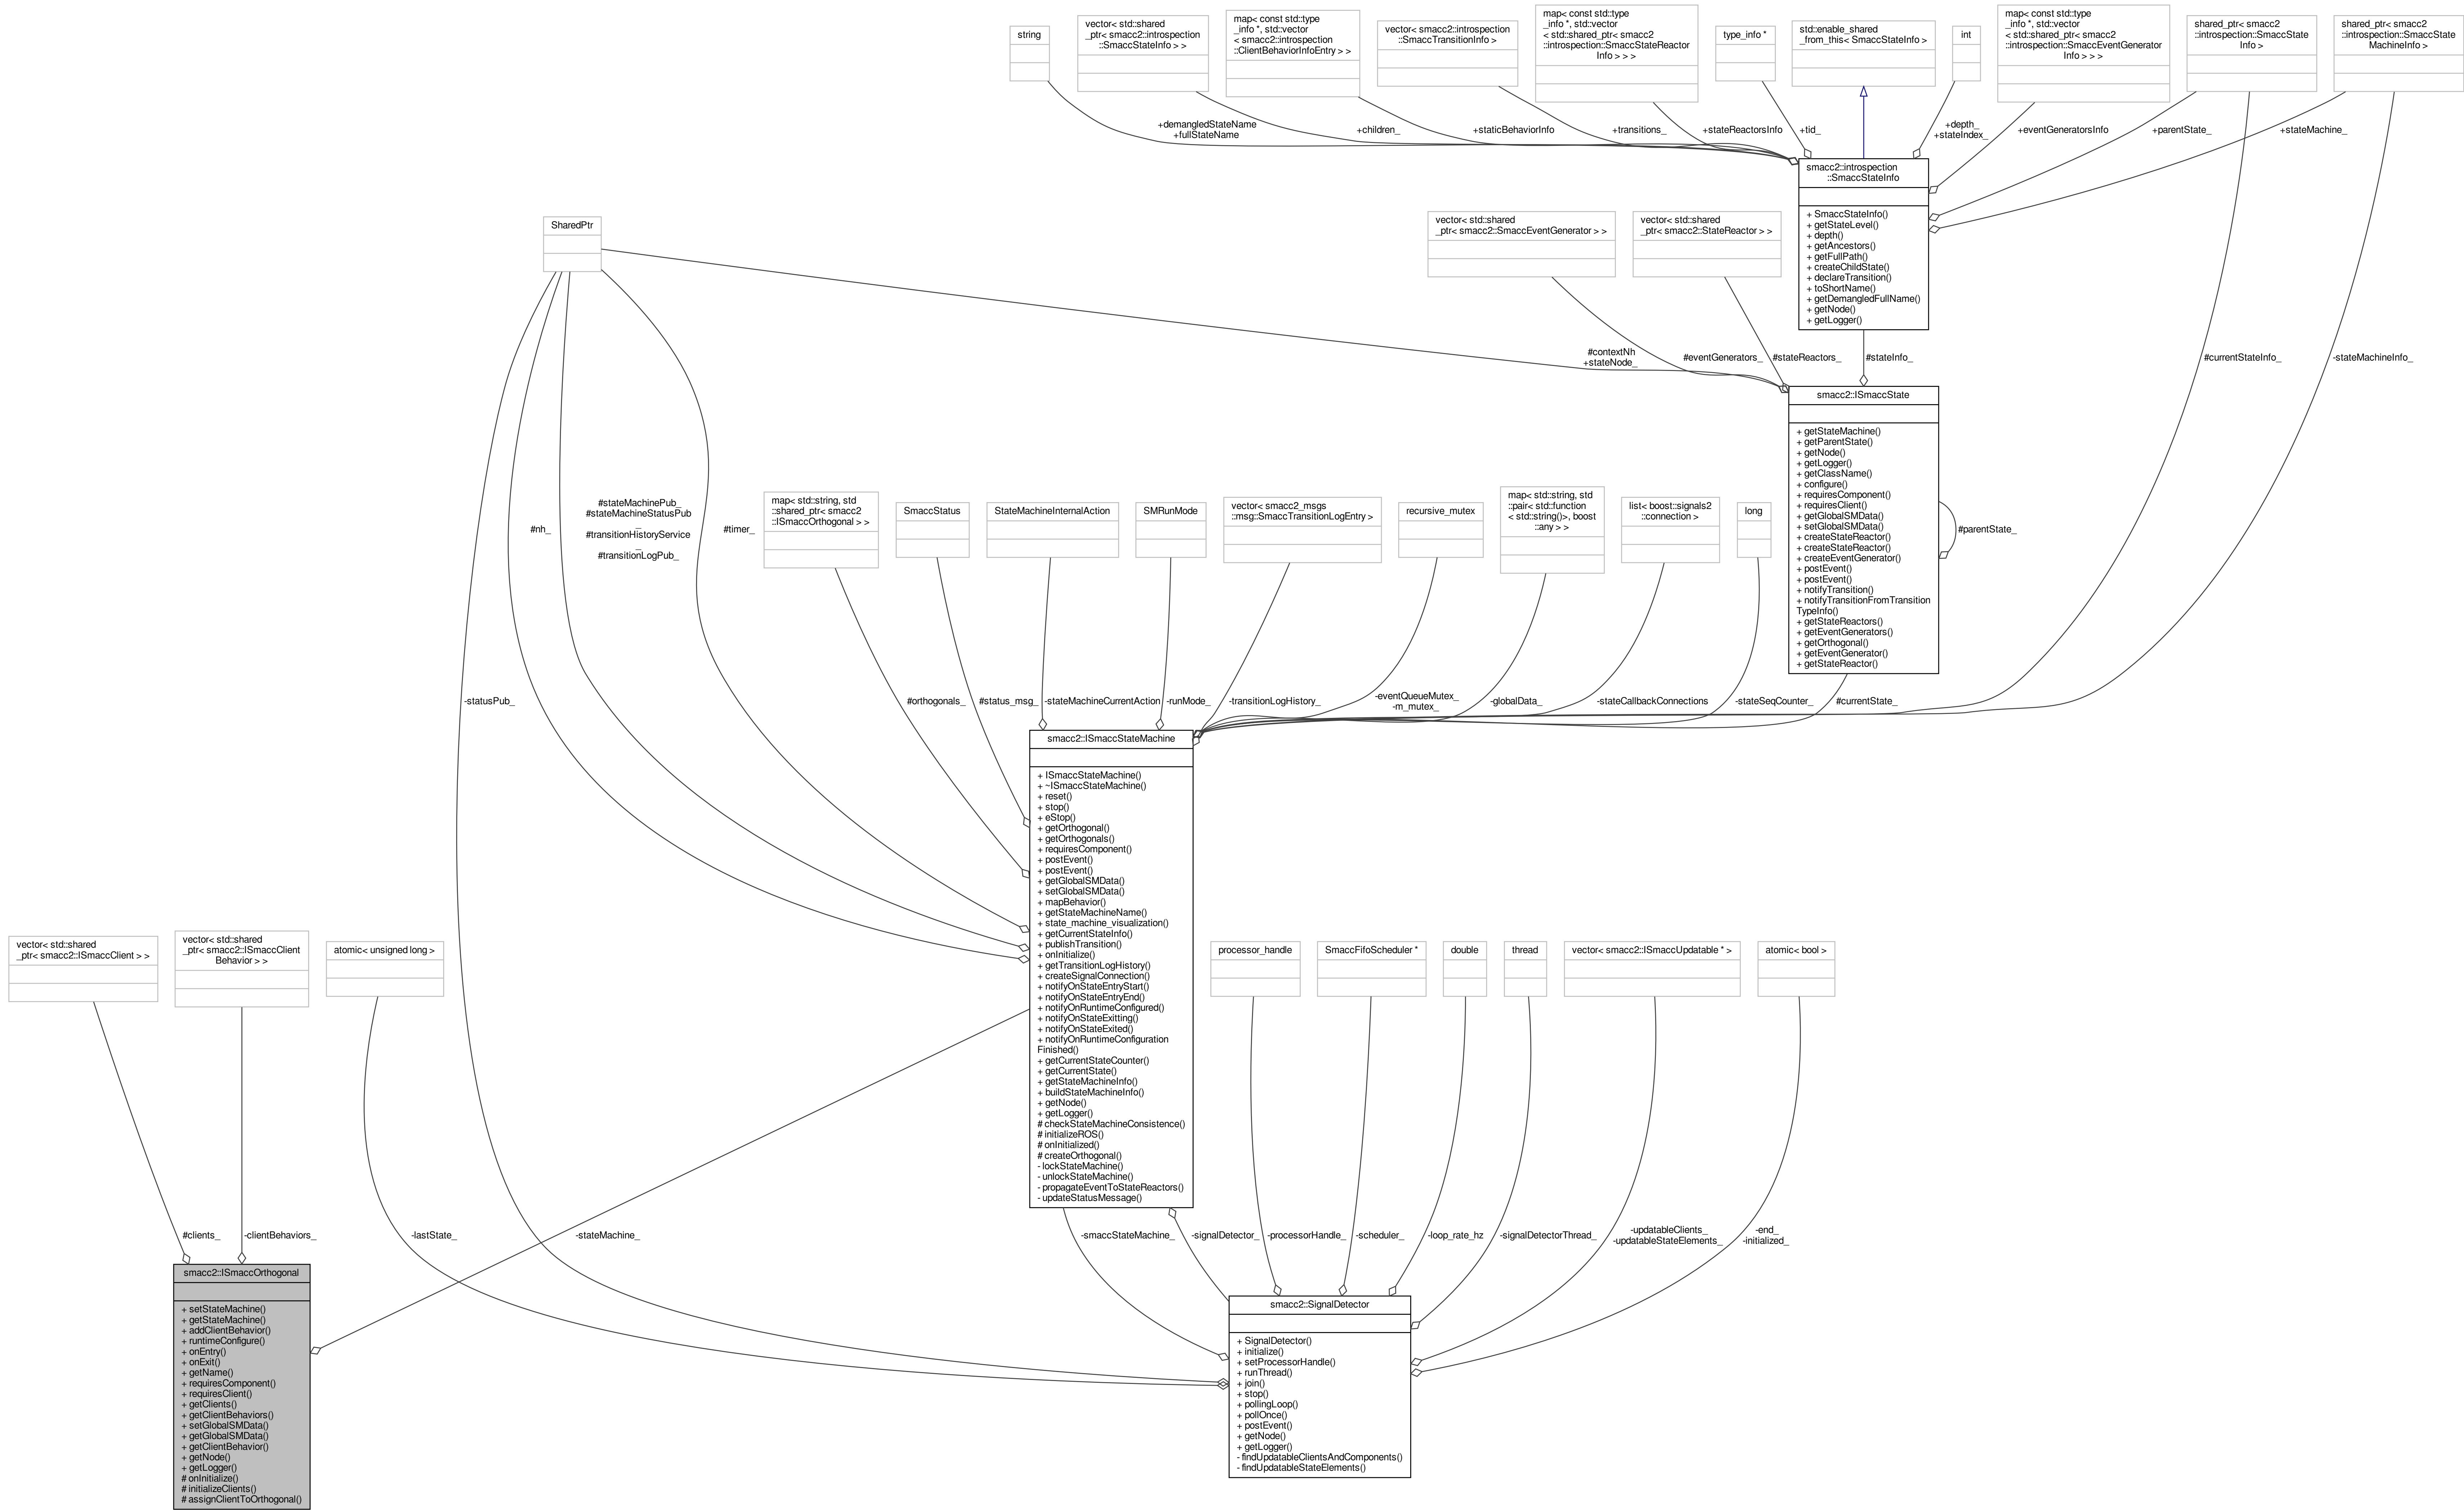 string
vector< std::shared
_ptr< smacc2::introspection
::SmaccStateInfo > >
map< const std::type
_info *, std::vector
< smacc2::introspection
::ClientBehaviorInfoEntry > >
vector< smacc2::introspection
::SmaccTransitionInfo >
map< const std::type
_info *, std::vector
< std::shared_ptr< smacc2
::introspection::SmaccStateReactor
Info > > >
type_info *
std::enable_shared
_from_this< SmaccStateInfo >
int
map< const std::type
_info *, std::vector
< std::shared_ptr< smacc2
::introspection::SmaccEventGenerator
Info > > >
shared_ptr< smacc2
::introspection::SmaccState
Info >
shared_ptr< smacc2
::introspection::SmaccState
MachineInfo >
+demangledStateName
+fullStateName
+children_
+staticBehaviorInfo
+transitions_
+stateReactorsInfo
+tid_
+depth_
+stateIndex_
+eventGeneratorsInfo
+parentState_
+stateMachine_
smacc2::introspection
::SmaccStateInfo
+ SmaccStateInfo()
+ getStateLevel()
+ depth()
+ getAncestors()
+ getFullPath()
+ createChildState()
+ declareTransition()
+ toShortName()
+ getDemangledFullName()
+ getNode()
+ getLogger()
SharedPtr
vector< std::shared
_ptr< smacc2::SmaccEventGenerator > >
vector< std::shared
_ptr< smacc2::StateReactor > >
#contextNh
+stateNode_
#eventGenerators_
#stateReactors_
#stateInfo_
#currentStateInfo_
-stateMachineInfo_
smacc2::ISmaccState
+ getStateMachine()
+ getParentState()
+ getNode()
+ getLogger()
+ getClassName()
+ configure()
+ requiresComponent()
+ requiresClient()
+ getGlobalSMData()
+ setGlobalSMData()
+ createStateReactor()
+ createStateReactor()
+ createEventGenerator()
+ postEvent()
+ postEvent()
+ notifyTransition()
+ notifyTransitionFromTransition
TypeInfo()
+ getStateReactors()
+ getEventGenerators()
+ getOrthogonal()
+ getEventGenerator()
+ getStateReactor()
#parentState_
#nh_
#stateMachinePub_
#stateMachineStatusPub
_
#transitionHistoryService
_
#transitionLogPub_
#timer_
map< std::string, std
::shared_ptr< smacc2
::ISmaccOrthogonal > >
SmaccStatus
StateMachineInternalAction
SMRunMode
vector< smacc2_msgs
::msg::SmaccTransitionLogEntry >
recursive_mutex
map< std::string, std
::pair< std::function
< std::string()>, boost
::any > >
list< boost::signals2
::connection >
long
-statusPub_
#orthogonals_
#status_msg_
-stateMachineCurrentAction
-runMode_
-transitionLogHistory_
-eventQueueMutex_
-m_mutex_
-globalData_
-stateCallbackConnections
-stateSeqCounter_
#currentState_
smacc2::ISmaccStateMachine
+ ISmaccStateMachine()
+ ~ISmaccStateMachine()
+ reset()
+ stop()
+ eStop()
+ getOrthogonal()
+ getOrthogonals()
+ requiresComponent()
+ postEvent()
+ postEvent()
+ getGlobalSMData()
+ setGlobalSMData()
+ mapBehavior()
+ getStateMachineName()
+ state_machine_visualization()
+ getCurrentStateInfo()
+ publishTransition()
+ onInitialize()
+ getTransitionLogHistory()
+ createSignalConnection()
+ notifyOnStateEntryStart()
+ notifyOnStateEntryEnd()
+ notifyOnRuntimeConfigured()
+ notifyOnStateExitting()
+ notifyOnStateExited()
+ notifyOnRuntimeConfiguration
Finished()
+ getCurrentStateCounter()
+ getCurrentState()
+ getStateMachineInfo()
+ buildStateMachineInfo()
+ getNode()
+ getLogger()
# checkStateMachineConsistence()
# initializeROS()
# onInitialized()
# createOrthogonal()
- lockStateMachine()
- unlockStateMachine()
- propagateEventToStateReactors()
- updateStatusMessage()
vector< std::shared
_ptr< smacc2::ISmaccClient > >
vector< std::shared
_ptr< smacc2::ISmaccClient
Behavior > >
atomic< unsigned long >
processor_handle
SmaccFifoScheduler *
double
thread
vector< smacc2::ISmaccUpdatable * >
atomic< bool >
#clients_
-clientBehaviors_
-lastState_
-stateMachine_
-smaccStateMachine_
-signalDetector_
-processorHandle_
-scheduler_
-loop_rate_hz
-signalDetectorThread_
-updatableClients_
-updatableStateElements_
-end_
-initialized_
smacc2::ISmaccOrthogonal
+ setStateMachine()
+ getStateMachine()
+ addClientBehavior()
+ runtimeConfigure()
+ onEntry()
+ onExit()
+ getName()
+ requiresComponent()
+ requiresClient()
+ getClients()
+ getClientBehaviors()
+ setGlobalSMData()
+ getGlobalSMData()
+ getClientBehavior()
+ getNode()
+ getLogger()
# onInitialize()
# initializeClients()
# assignClientToOrthogonal()
smacc2::SignalDetector
+ SignalDetector()
+ initialize()
+ setProcessorHandle()
+ runThread()
+ join()
+ stop()
+ pollingLoop()
+ pollOnce()
+ postEvent()
+ getNode()
+ getLogger()
- findUpdatableClientsAndComponents()
- findUpdatableStateElements()